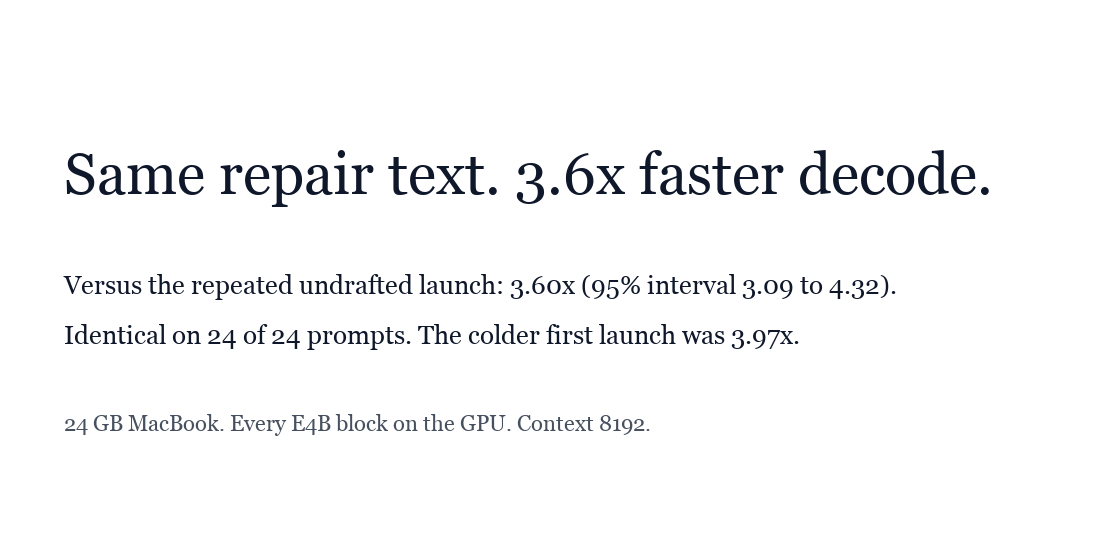 Same repair text. 3.6x faster decode.
Versus the repeated undrafted launch: 3.60x (95% interval 3.09 to 4.32).
Identical on 24 of 24 prompts. The colder first launch was 3.97x.
24 GB MacBook. Every E4B block on the GPU. Context 8192.